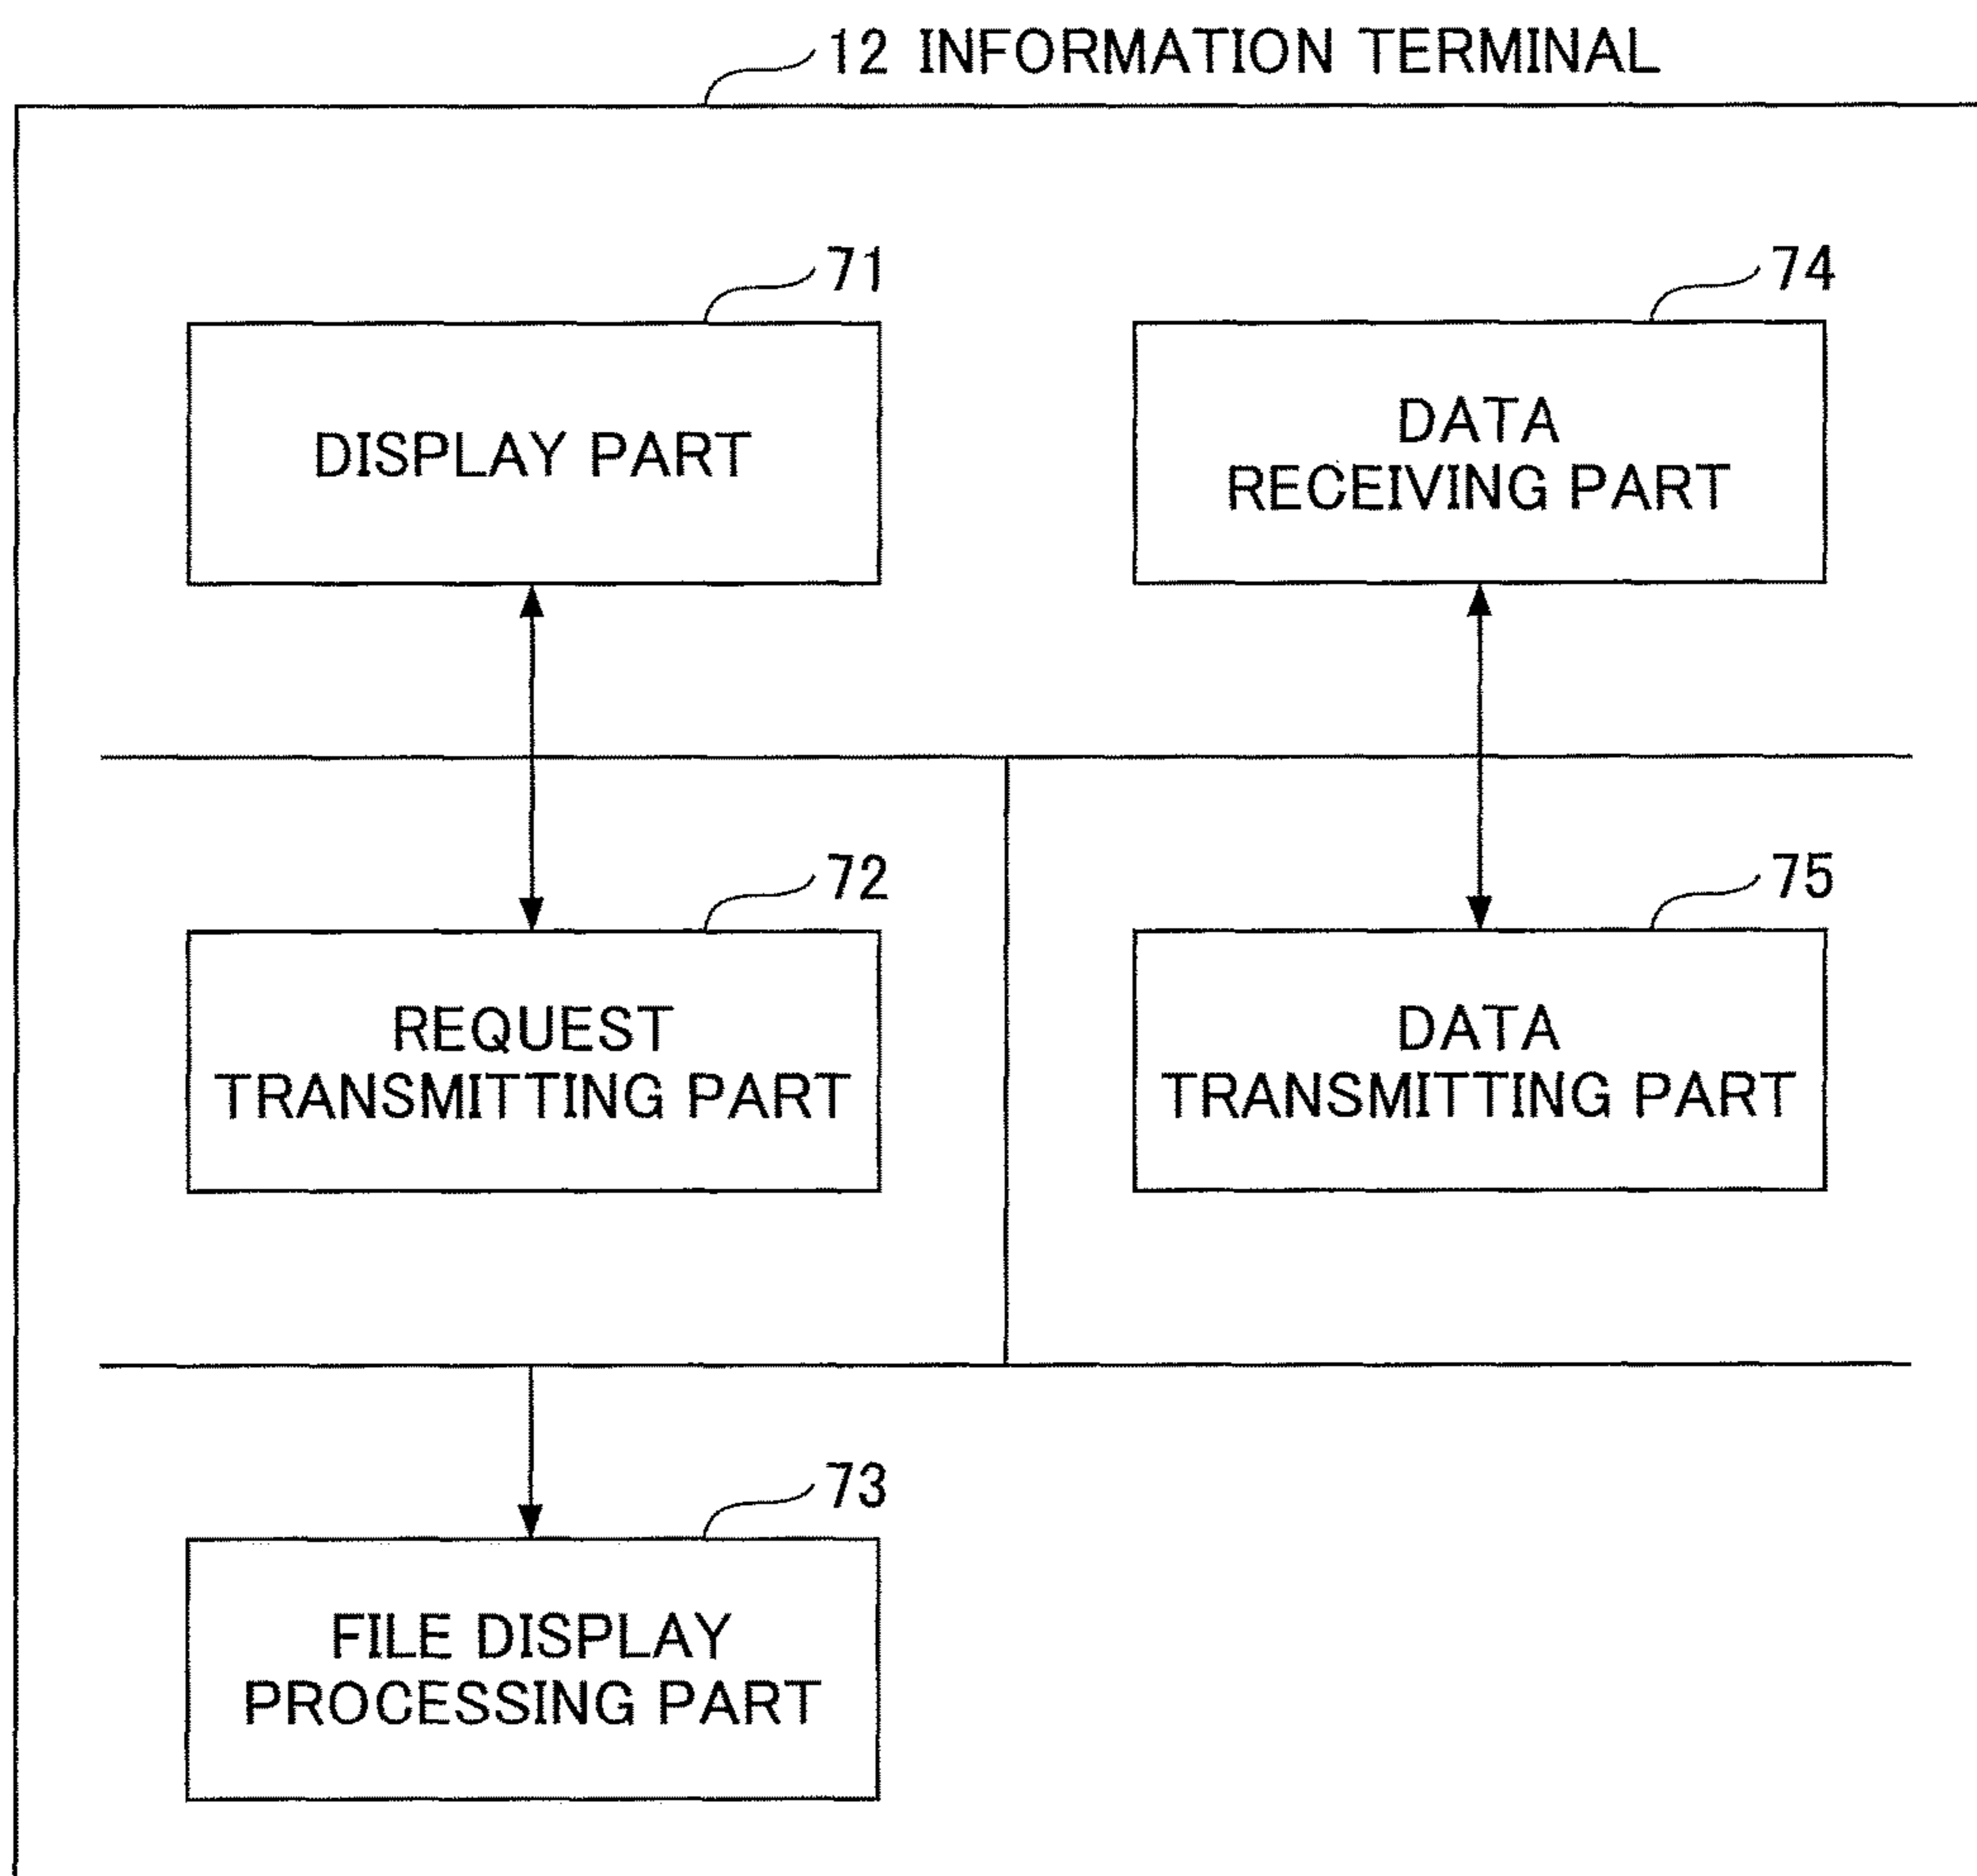 12 INFORMATION TERMINAL
71
DISPLAY PART
74
DATA
RECEIVING PART
72
REQUEST
TRANSMITTING PART
75
DATA
TRANSMITTING PART
73
FILE DISPLAY
PROCESSING PART